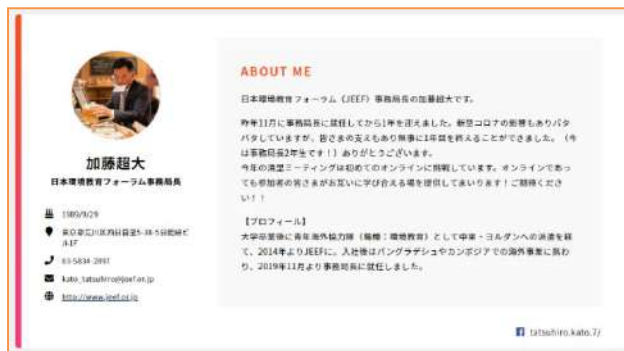 加藤超大
日本環境教育フォーラム事務局長
1989/9/29
東京都荒川区西日暮里5-38-5日能研ビ
ル1F
03-5834-2897
kato_tatsuhiro@jeef.or.jp
http://www.jeef.or.jp
ABOUT ME
日本環境教育フォーラム（JEEF）事務局長の加藤超大です。
昨年11月に事務局長に就任してから1年を迎えました。新型コロナの影響もありバタ
バタしていますが、皆さまの支えもあり無事に1年目を終えることができました。（今
は事務局長2年生です！）ありがとうございます。
今年の清里ミーティングは初めてのオンラインに挑戦しています。オンラインであっ
ても参加者の皆さまがお互いに学び合える場を提供してまいります！ご期待くださ
い！！
【プロフィール】
大学卒業後に青年海外協力隊（職種：環境教育）として中東・ヨルダンへの派遣を経
て、2014年よりJEEFに。入社後はバングラデシュやカンボジアでの海外事業に携わ
り、2019年11月より事務局長に就任しました。
tatsuhiro.kato.7/